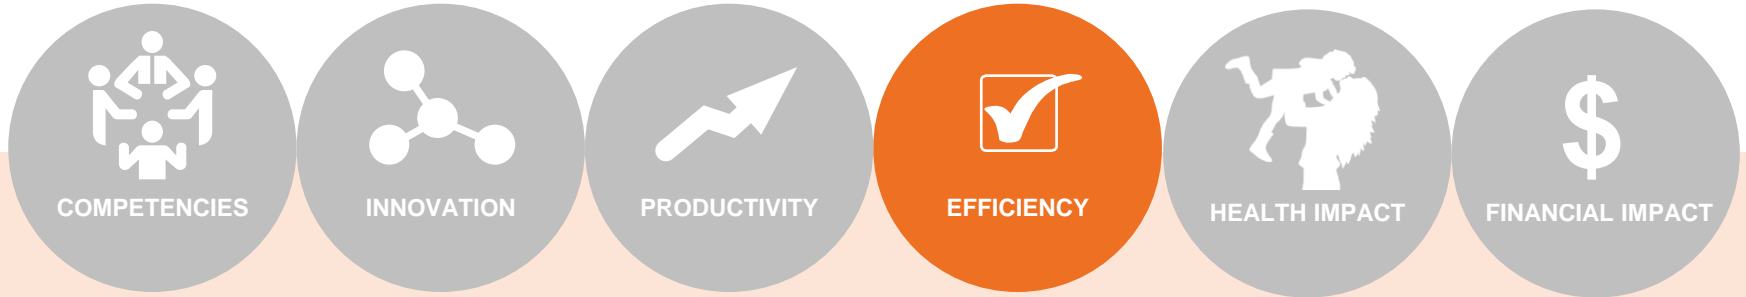 COMPETENCIES
INNOVATION
PRODUCTIVITY
EFFICIENCY
HEALTH IMPACT
$
FINANCIAL IMPACT